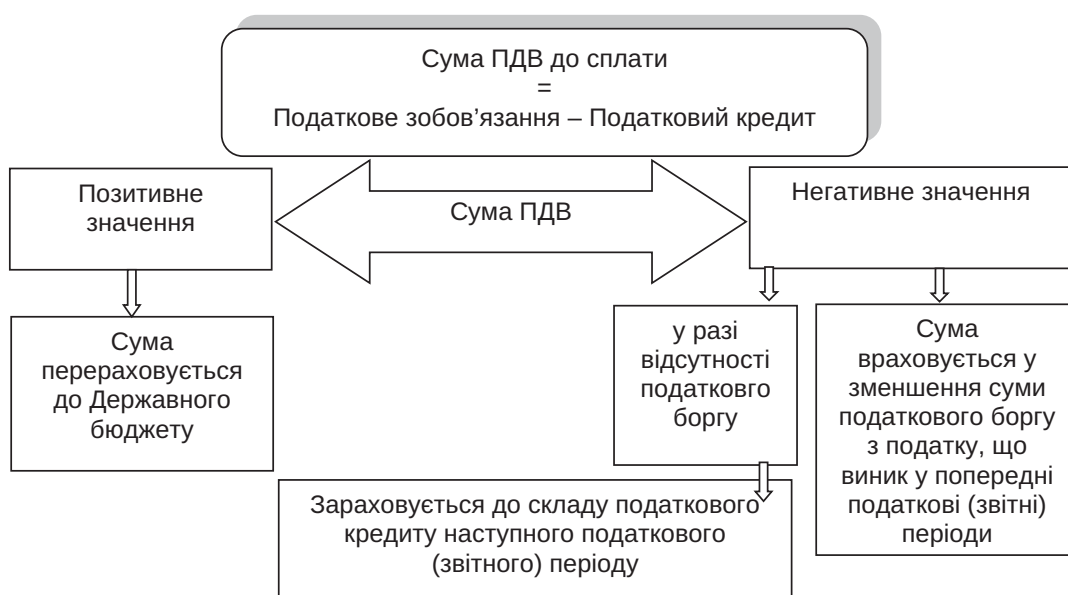 Сума ПДВ до сплати
=
Податкове зобов'язання – Податковий кредит
Позитивне
значення
Сума ПДВ
Негативне значення
Сума
перераховується
до Державного
бюджету
у разі
відсутності
податковго
боргу
Сума
враховується у
зменшення суми
податкового боргу
з податку, що
виник у попередні
податкові (звітні)
періоди
Зараховується до складу податкового
кредиту наступного податкового
(звітного) періоду